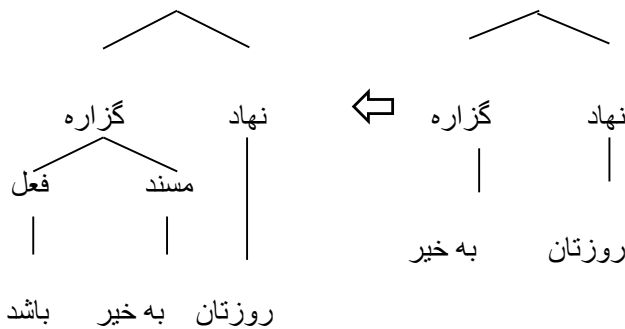 نهاد گزاره
روزتان به خیر
نهاد گزاره
مسند فعل
روزتان به خیر باشد